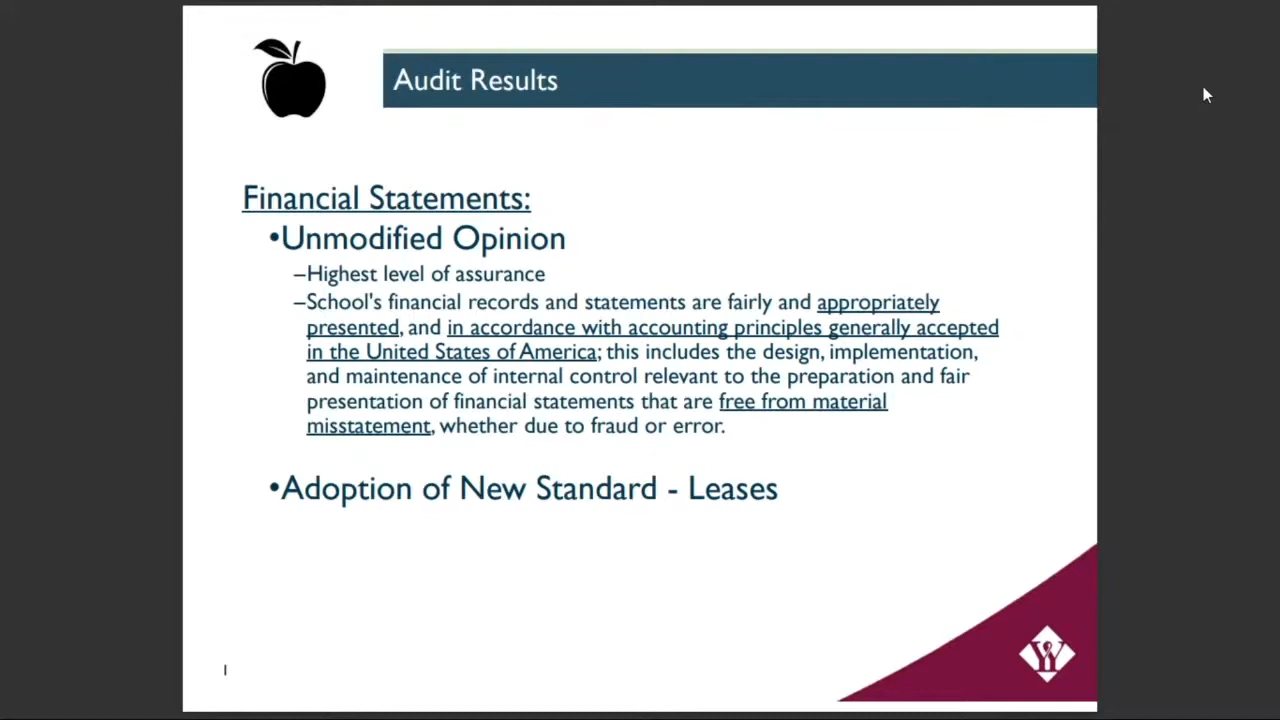 Audit Results
Financial Statements:
•Unmodified Opinion
–Highest level of assurance
–School's financial records and statements are fairly and appropriately
presented, and in accordance with accounting principles generally accepted
in the United States of America; this includes the design, implementation,
and maintenance of internal control relevant to the preparation and fair
presentation of financial statements that are free from material
misstatement, whether due to fraud or error.
•Adoption of New Standard - Leases
1